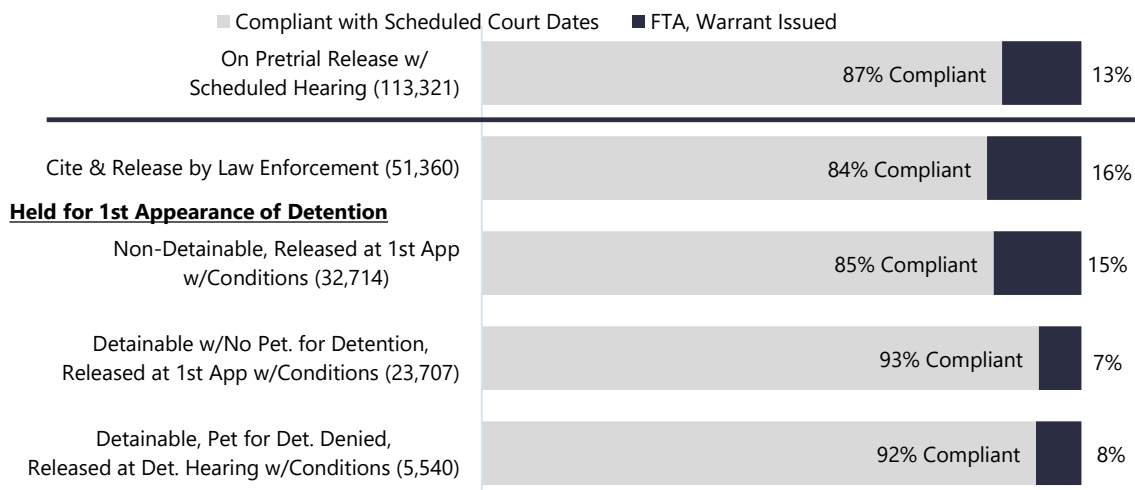 Compliant with Scheduled Court Dates FTA, Warrant Issued
On Pretrial Release w/
Scheduled Hearing (113,321)
87% Compliant 13%
Cite & Release by Law Enforcement (51,360)
84% Compliant 16%
Held for 1st Appearance of Detention
Non-Detainable, Released at 1st App
w/Conditions (32,714)
85% Compliant 15%
Detainable w/No Pet. for Detention,
Released at 1st App w/Conditions (23,707)
93% Compliant 7%
Detainable, Pet for Det. Denied,
Released at Det. Hearing w/Conditions (5,540)
92% Compliant 8%